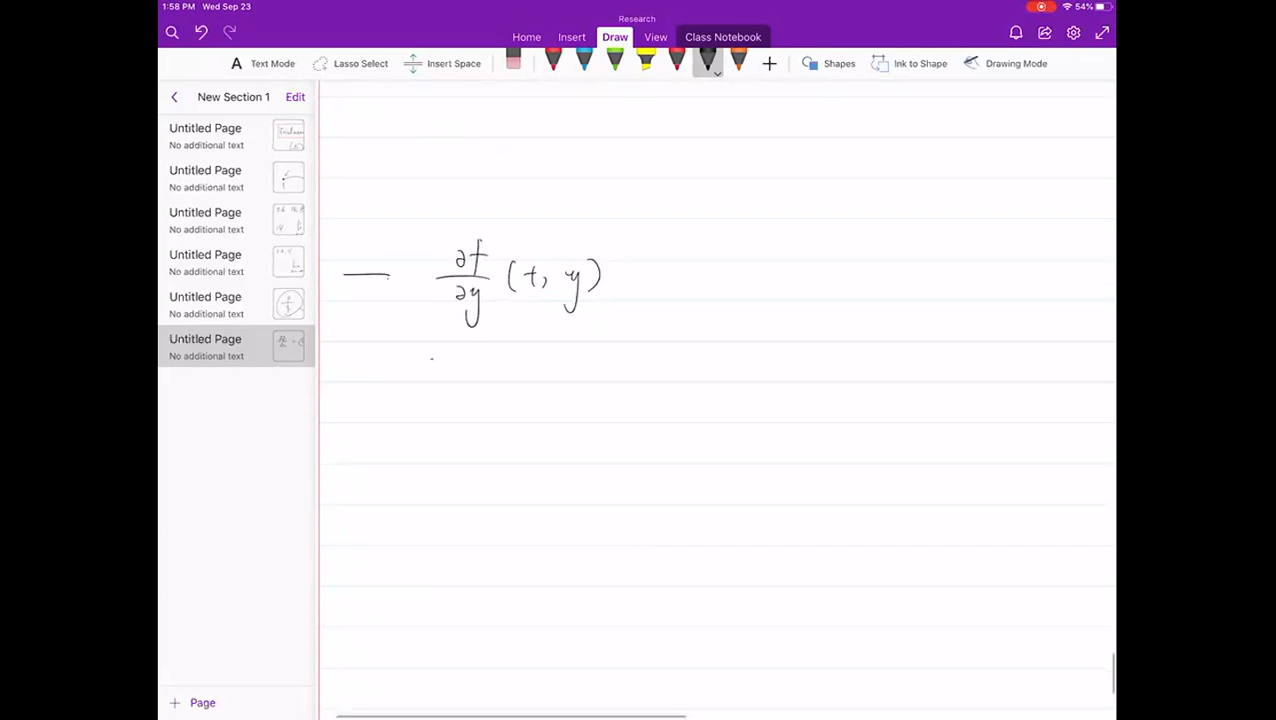 1:58 PM Wed Sep 23
54%
Research
Home Insert Draw View Class Notebook
Text Mode Lasso Select Insert Space Shapes Ink to Shape Drawing Mode
New Section 1 Edit
Untitled Page
No additional text
Untitled Page
No additional text
Untitled Page
No additional text
Untitled Page
No additional text
Untitled Page
No additional text
Untitled Page
No additional text
— ∂f/∂y (t, y)
Page